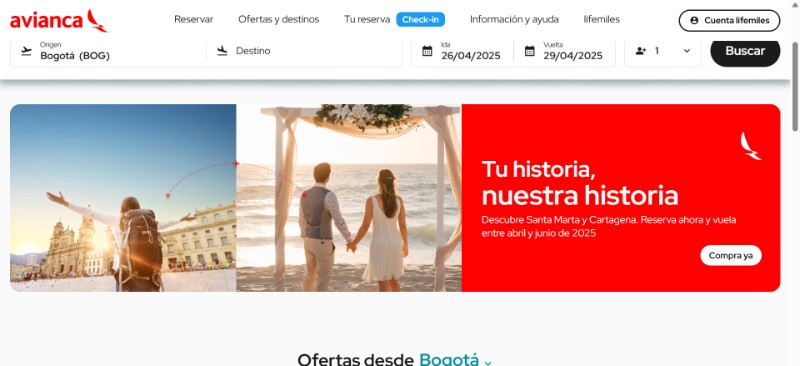 avianca
Reservar
Ofertas y destinos
Tu reserva
Check-in
Información y ayuda
lifemiles
Cuenta lifemiles
Origen
Bogotá (BOG)
Destino
Ida
26/04/2025
Vuelta
29/04/2025
1
Buscar
Tu historia,
nuestra historia
Descubre Santa Marta y Cartagena. Reserva ahora y vuela
entre abril y junio de 2025
Compra ya
Ofertas desde Bogotá